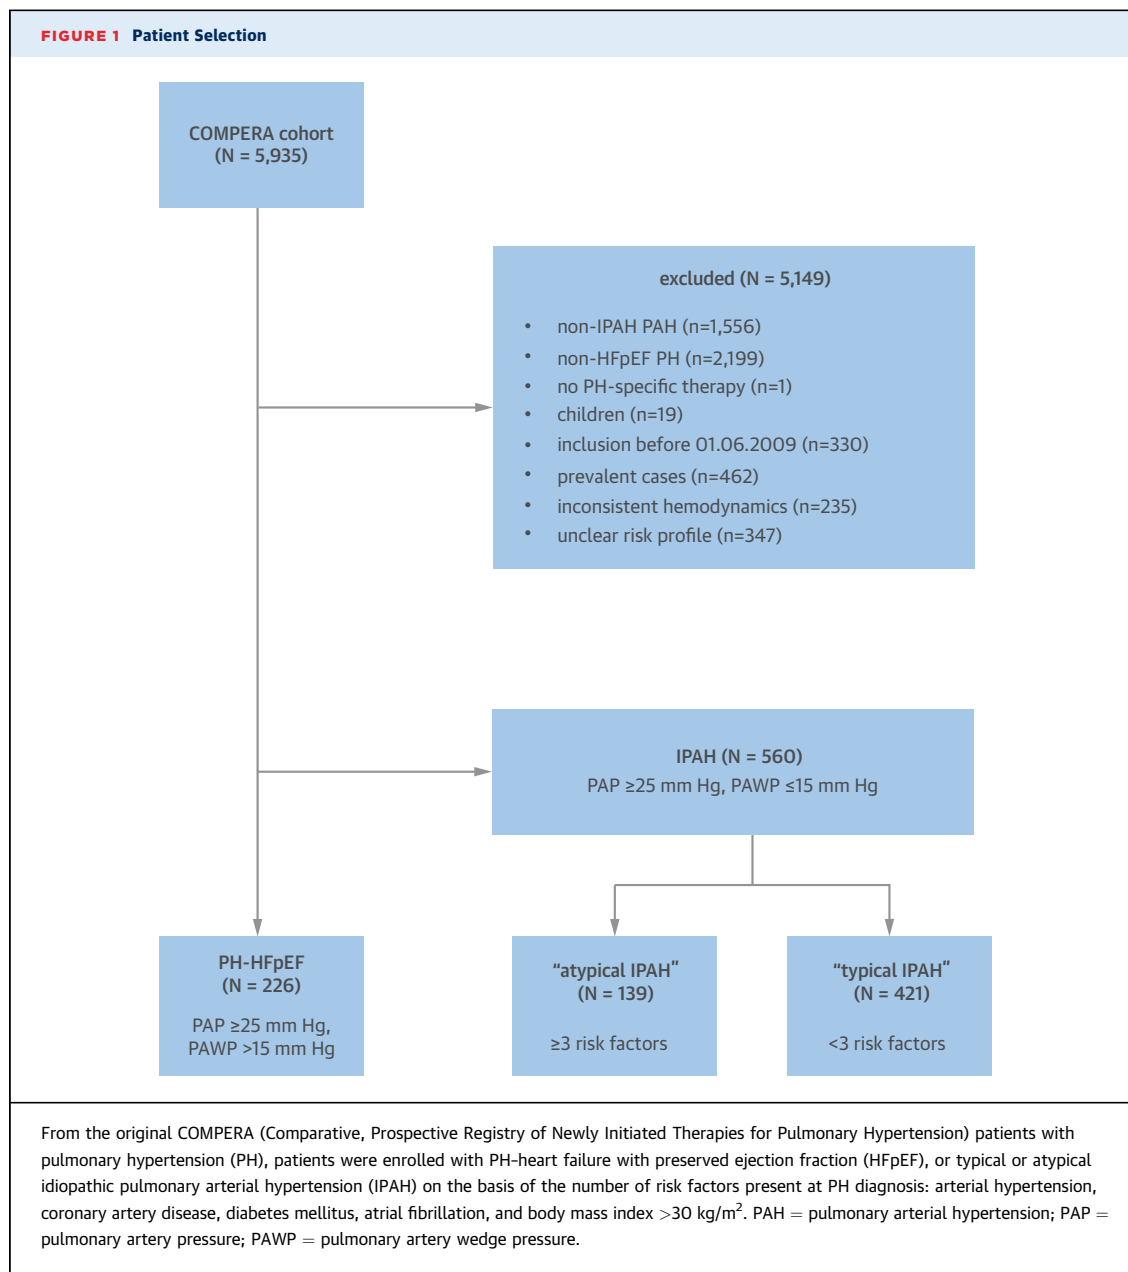 FIGURE 1 Patient Selection
COMPERA cohort
(N = 5,935)
excluded (N = 5,149)
• non-IPAH PAH (n=1,556)
• non-HFpEF PH (n=2,199)
• no PH-specific therapy (n=1)
• children (n=19)
• inclusion before 01.06.2009 (n=330)
• prevalent cases (n=462)
• inconsistent hemodynamics (n=235)
• unclear risk profile (n=347)
IPAH (N = 560)
PAP ≥25 mm Hg, PAWP ≤15 mm Hg
PH-HFpEF
(N = 226)
PAP ≥25 mm Hg,
PAWP >15 mm Hg
“atypical IPAH”
(N = 139)
≥3 risk factors
“typical IPAH”
(N = 421)
<3 risk factors
From the original COMPERA (Comparative, Prospective Registry of Newly Initiated Therapies for Pulmonary Hypertension) patients with
pulmonary hypertension (PH), patients were enrolled with PH-heart failure with preserved ejection fraction (HFpEF), or typical or atypical
idiopathic pulmonary arterial hypertension (IPAH) on the basis of the number of risk factors present at PH diagnosis: arterial hypertension,
coronary artery disease, diabetes mellitus, atrial fibrillation, and body mass index >30 kg/m². PAH = pulmonary arterial hypertension; PAP =
pulmonary artery pressure; PAWP = pulmonary artery wedge pressure.